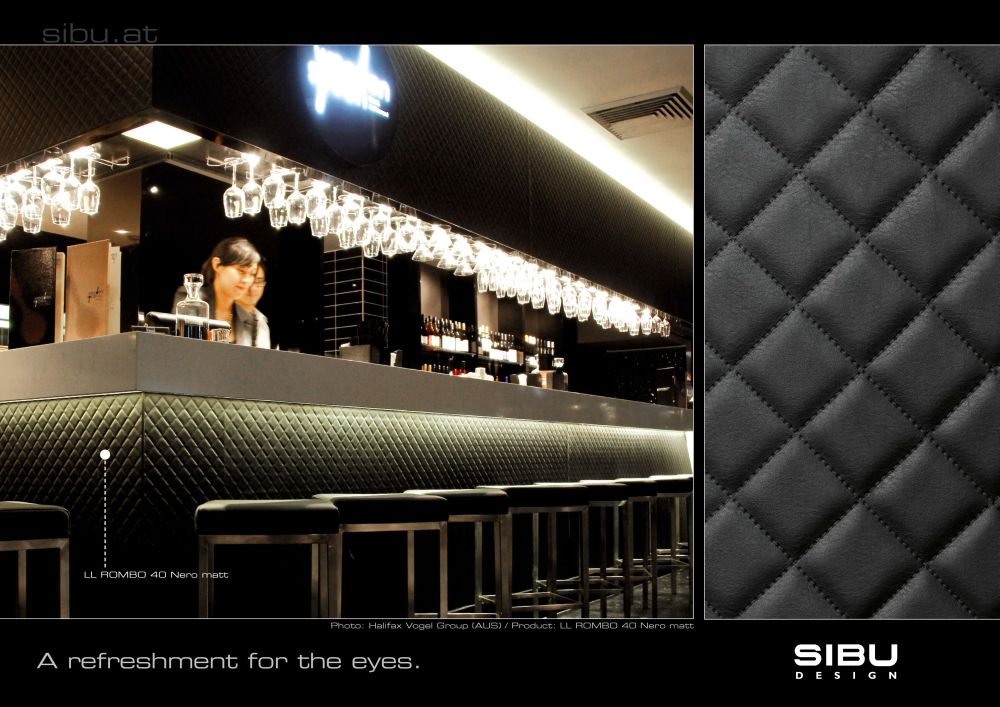 sibu.at
LL ROMBO 40 Nero matt
Photo: Halifax Vogel Group (AUS) / Product: LL ROMBO 40 Nero matt
A refreshment for the eyes.
SIBU
DESIGN